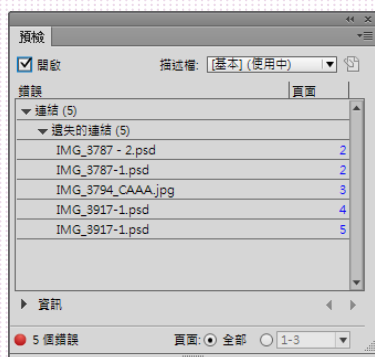 預檢
開啟 描述檔: [基本] (使用中)
錯誤 頁面
連結 (5)
遺失的連結 (5)
IMG_3787 - 2.psd 2
IMG_3787-1.psd 2
IMG_3794_CAAA.jpg 3
IMG_3917-1.psd 4
IMG_3917-1.psd 5
資訊
5 個錯誤 頁面: 全部 1-3